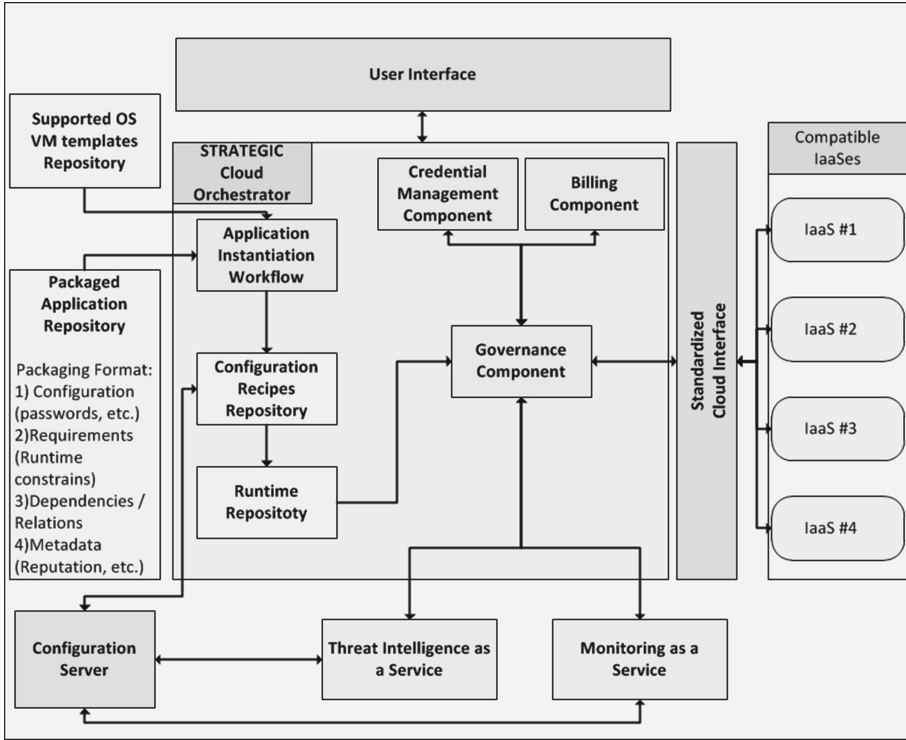 User Interface
Supported OS
VM templates
Repository
STRATEGIC
Cloud
Orchestrator
Credential
Management
Component
Billing
Component
Compatible
IaaSes
Application
Instantiation
Workflow
IaaS #1
Packaged
Application
Repository
Packaging Format:
1) Configuration
(passwords, etc.)
2)Requirements
(Runtime
constrains)
3)Dependencies /
Relations
4)Metadata
(Reputation, etc.)
Configuration
Recipes
Repository
Governance
Component
Standardized
Cloud Interface
IaaS #2
IaaS #3
Runtime
Repositoty
IaaS #4
Configuration
Server
Threat Intelligence as
a Service
Monitoring as a
Service